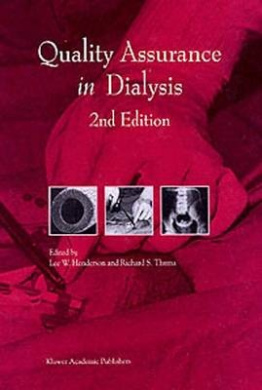 Quality Assurance
in Dialysis
2nd Edition
Edited by
Lee W. Henderson and Richard S. Thuma
Kluwer Academic Publishers